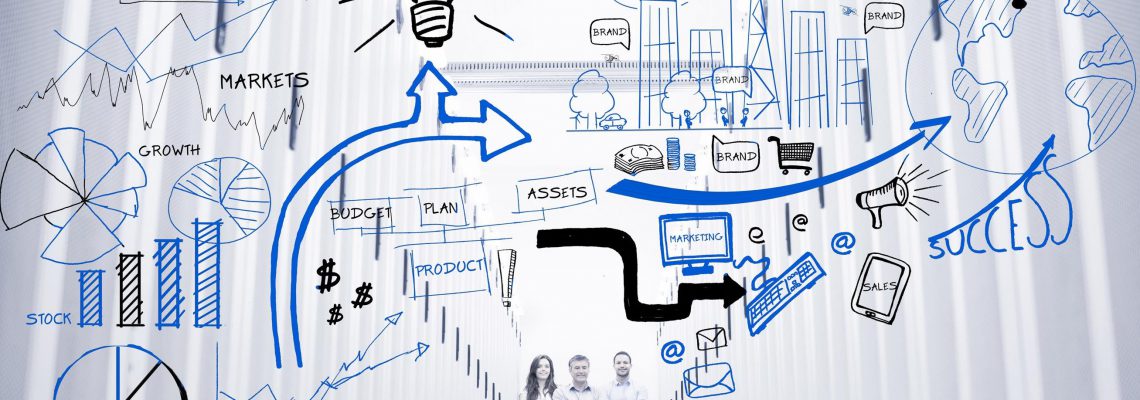 BRAND
BRAND
MARKETS
BRAND
GROWTH
BRAND
ASSETS
BUDGET
PLAN
SUCCESS
MARKETING
PRODUCT
SALES
STOCK
$
$
$
@
e
@
@